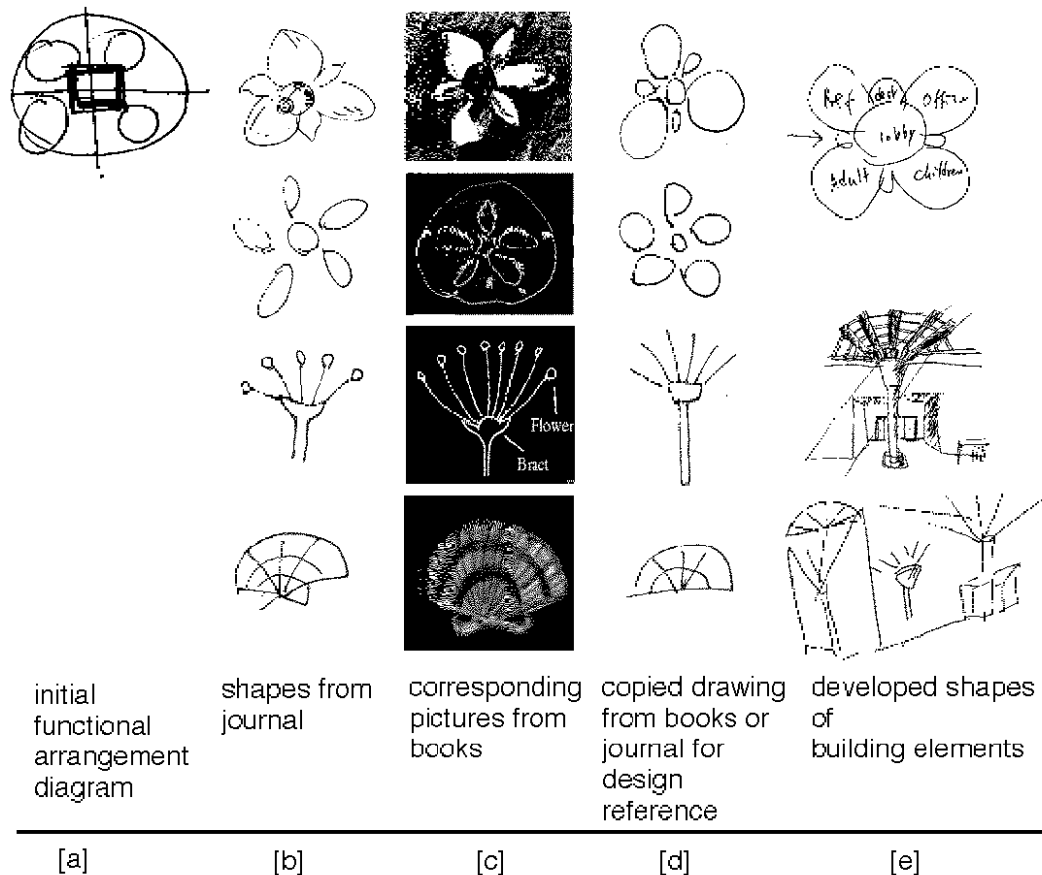 Ref
desk
Office
lobby
Adult
children
Flower
Bract
initial
functional
arrangement
diagram
shapes from
journal
corresponding
pictures from
books
copied drawing
from books or
journal for
design
reference
developed shapes
of
building elements
[a]
[b]
[c]
[d]
[e]